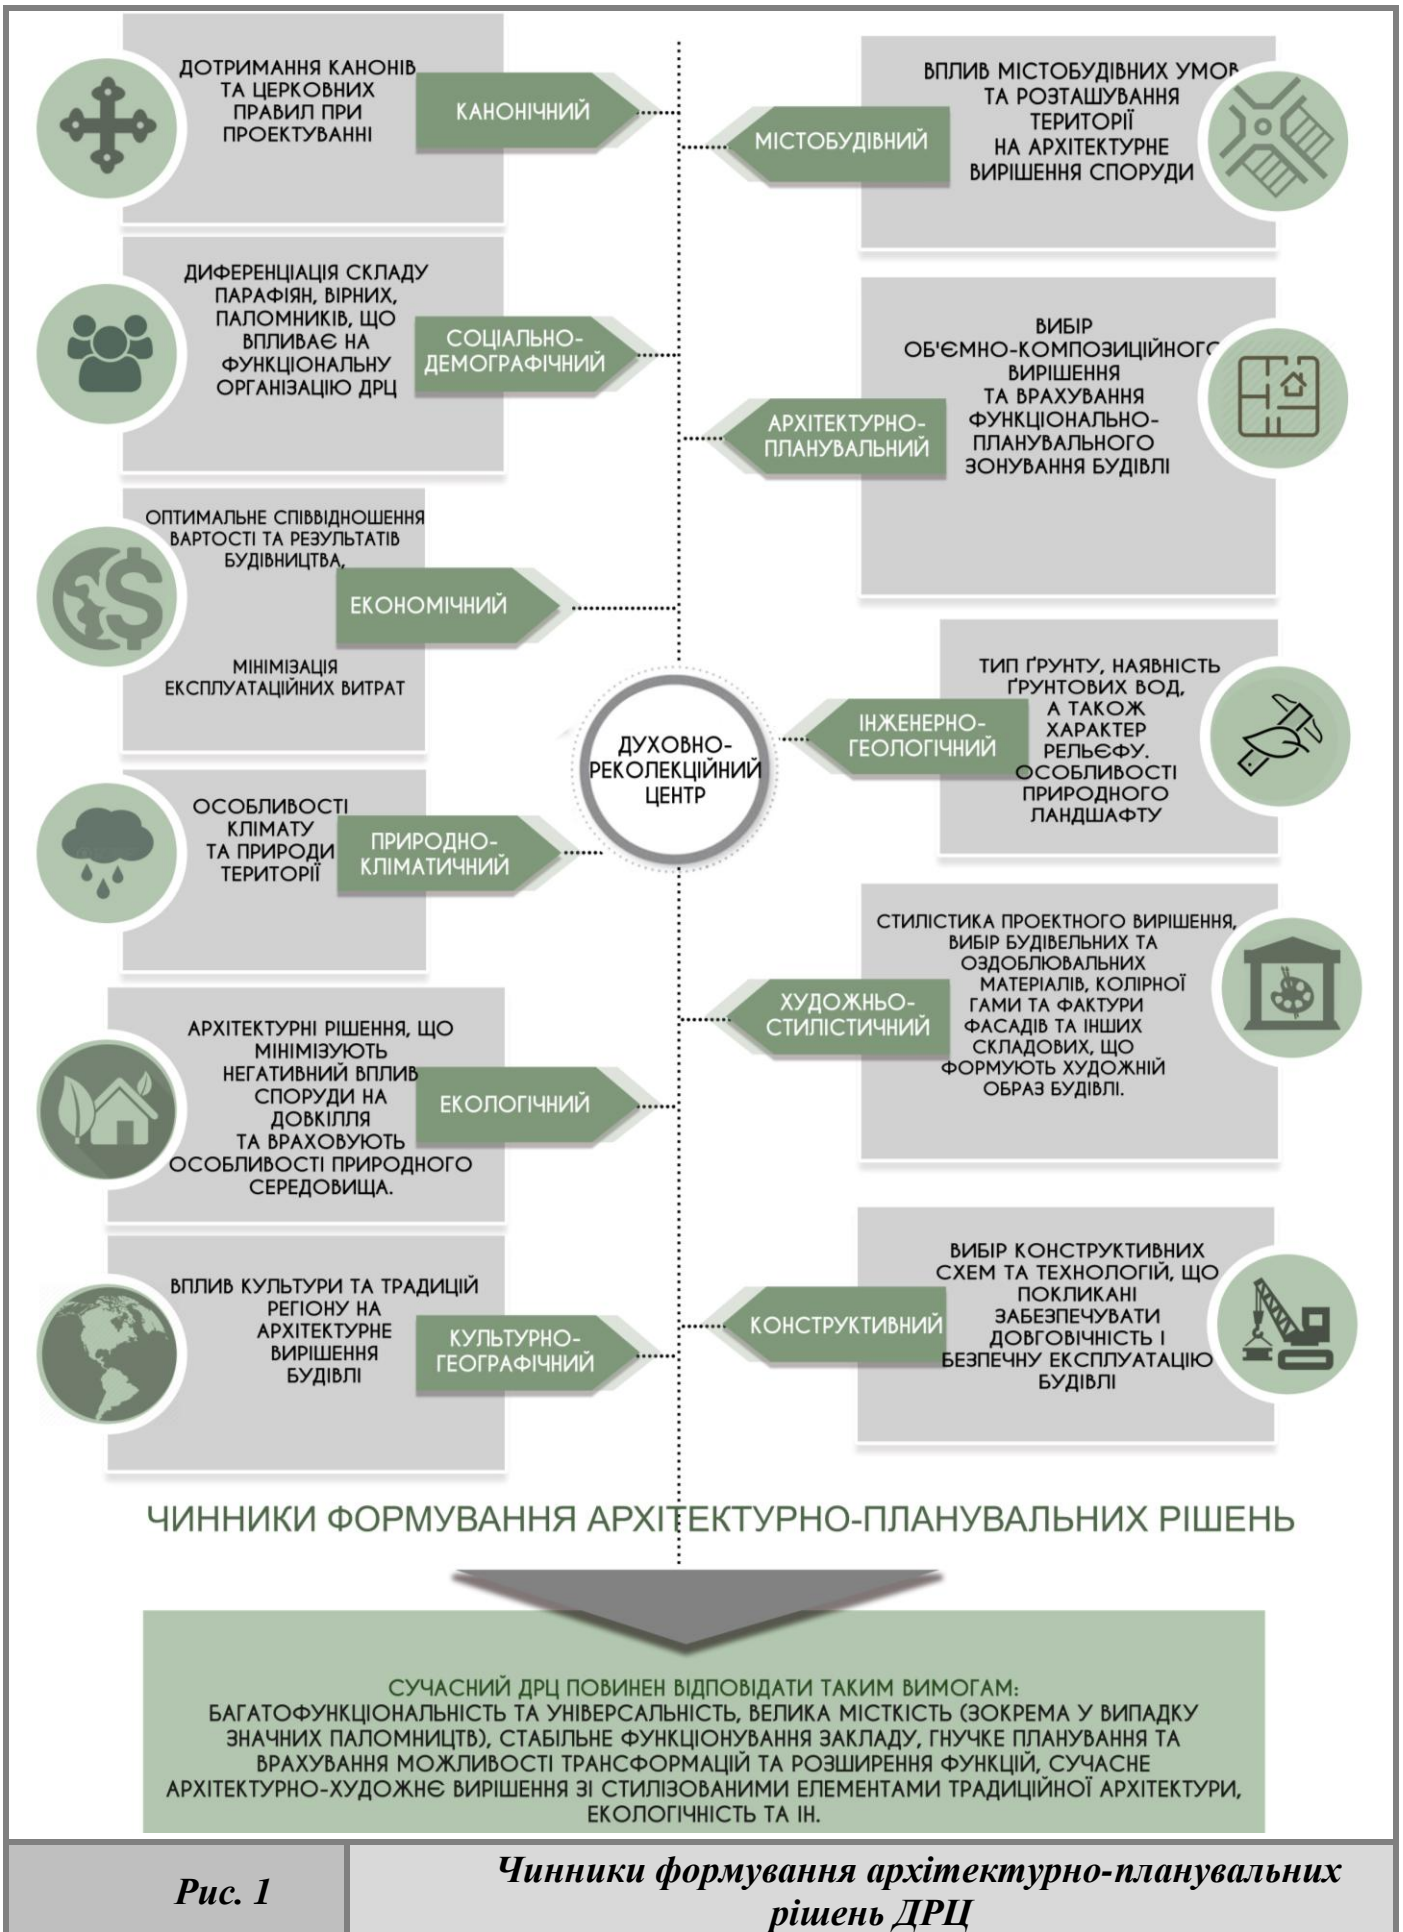 ДОТРИМАННЯ КАНОНІВ
ТА ЦЕРКОВНИХ
ПРАВИЛ ПРИ
ПРОЕКТУВАННІ
КАНОНІЧНИЙ
ВПЛИВ МІСТОБУДІВНИХ УМОВ
ТА РОЗТАШУВАННЯ
ТЕРИТОРІЇ
НА АРХІТЕКТУРНЕ
ВИРІШЕННЯ СПОРУДИ
МІСТОБУДІВНИЙ
ДИФЕРЕНЦІАЦІЯ СКЛАДУ
ПАРАФІЯН, ВІРНИХ,
ПАЛОМНИКІВ, ЩО
ВПЛИВАЄ НА
ФУНКЦІОНАЛЬНУ
ОРГАНІЗАЦІЮ ДРЦ
СОЦІАЛЬНО-
ДЕМОГРАФІЧНИЙ
ВИБІР
ОБ'ЄМНО-КОМПОЗИЦІЙНОГО
ВИРІШЕННЯ
ТА ВРАХУВАННЯ
ФУНКЦІОНАЛЬНО-
ПЛАНУВАЛЬНОГО
ЗОНУВАННЯ БУДІВЛІ
АРХІТЕКТУРНО-
ПЛАНУВАЛЬНИЙ
ОПТИМАЛЬНЕ СПІВВІДНОШЕННЯ
ВАРТОСТІ ТА РЕЗУЛЬТАТІВ
БУДІВНИЦТВА,
ЕКОНОМІЧНИЙ
МІНІМІЗАЦІЯ
ЕКСПЛУАТАЦІЙНИХ ВИТРАТ
ТИП ҐРУНТУ, НАЯВНІСТЬ
ҐРУНТОВИХ ВОД,
А ТАКОЖ
ХАРАКТЕР
РЕЛЬЄФУ.
ОСОБЛИВОСТІ
ПРИРОДНОГО
ЛАНДШАФТУ
ІНЖЕНЕРНО-
ГЕОЛОГІЧНИЙ
ДУХОВНО-
РЕКОЛЕКЦІЙНИЙ
ЦЕНТР
ОСОБЛИВОСТІ
КЛІМАТУ
ТА ПРИРОДИ
ТЕРИТОРІЇ
ПРИРОДНО-
КЛІМАТИЧНИЙ
СТИЛІСТИКА ПРОЕКТНОГО ВИРІШЕННЯ,
ВИБІР БУДІВЕЛЬНИХ ТА
ОЗДОБЛЮВАЛЬНИХ
МАТЕРІАЛІВ, КОЛІРНОЇ
ГАМИ ТА ФАКТУРИ
ФАСАДІВ ТА ІНШИХ
СКЛАДОВИХ, ЩО
ФОРМУЮТЬ ХУДОЖНІЙ
ОБРАЗ БУДІВЛІ.
ХУДОЖНЬО-
СТИЛІСТИЧНИЙ
АРХІТЕКТУРНІ РІШЕННЯ, ЩО
МІНІМІЗУЮТЬ
НЕГАТИВНИЙ ВПЛИВ
СПОРУДИ НА
ДОВКІЛЛЯ
ТА ВРАХОВУЮТЬ
ОСОБЛИВОСТІ ПРИРОДНОГО
СЕРЕДОВИЩА.
ЕКОЛОГІЧНИЙ
ВИБІР КОНСТРУКТИВНИХ
СХЕМ ТА ТЕХНОЛОГІЙ, ЩО
ПОКЛИКАНІ
ЗАБЕЗПЕЧУВАТИ
ДОВГОВІЧНІСТЬ І
БЕЗПЕЧНУ ЕКСПЛУАТАЦІЮ
БУДІВЛІ
КОНСТРУКТИВНИЙ
ВПЛИВ КУЛЬТУРИ ТА ТРАДИЦІЙ
РЕГІОНУ НА
АРХІТЕКТУРНЕ
ВИРІШЕННЯ
БУДІВЛІ
КУЛЬТУРНО-
ГЕОГРАФІЧНИЙ
ЧИННИКИ ФОРМУВАННЯ АРХІТЕКТУРНО-ПЛАНУВАЛЬНИХ РІШЕНЬ
СУЧАСНИЙ ДРЦ ПОВИНЕН ВІДПОВІДАТИ ТАКИМ ВИМОГАМ:
БАГАТОФУНКЦІОНАЛЬНІСТЬ ТА УНІВЕРСАЛЬНІСТЬ, ВЕЛИКА МІСТКІСТЬ (ЗОКРЕМА У ВИПАДКУ
ЗНАЧНИХ ПАЛОМНИЦТВ), СТАБІЛЬНЕ ФУНКЦІОНУВАННЯ ЗАКЛАДУ, ГНУЧКЕ ПЛАНУВАННЯ ТА
ВРАХУВАННЯ МОЖЛИВОСТІ ТРАНСФОРМАЦІЙ ТА РОЗШИРЕННЯ ФУНКЦІЙ, СУЧАСНЕ
АРХІТЕКТУРНО-ХУДОЖНЄ ВИРІШЕННЯ ЗІ СТИЛІЗОВАНИМИ ЕЛЕМЕНТАМИ ТРАДИЦІЙНОЇ АРХІТЕКТУРИ,
ЕКОЛОГІЧНІСТЬ ТА ІН.
Рис. 1
Чинники формування архітектурно-планувальних
рішень ДРЦ